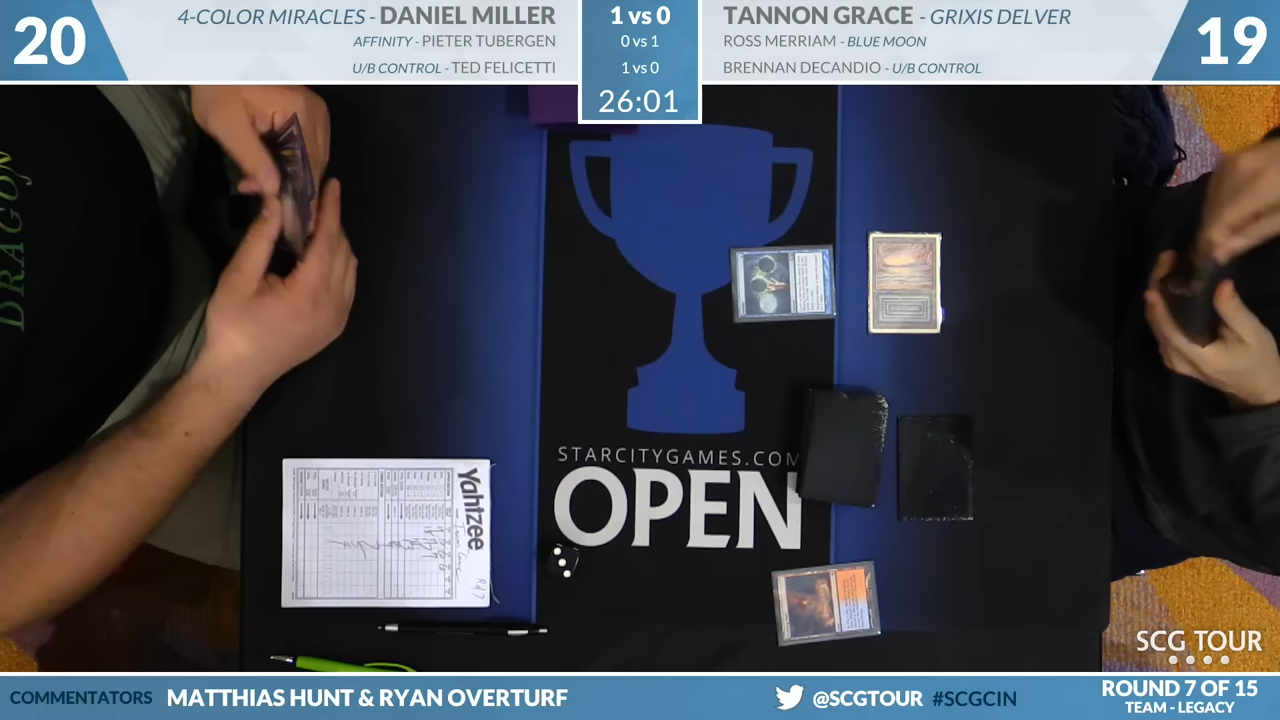 20
4-COLOR MIRACLES - DANIEL MILLER
AFFINITY - PIETER TUBERGEN
U/B CONTROL - TED FELICETTI
1 vs 0
0 vs 1
1 vs 0
26:01
TANNON GRACE - GRIXIS DELVER
ROSS MERRIAM - BLUE MOON
BRENNAN DECANDIO - U/B CONTROL
19
DRAGON
STARCITYGAMES.COM
OPEN
Yahtzee
SCG TOUR
COMMENTATORS MATTHIAS HUNT & RYAN OVERTURF
@SCGTOUR #SCGCIN
ROUND 7 OF 15
TEAM - LEGACY